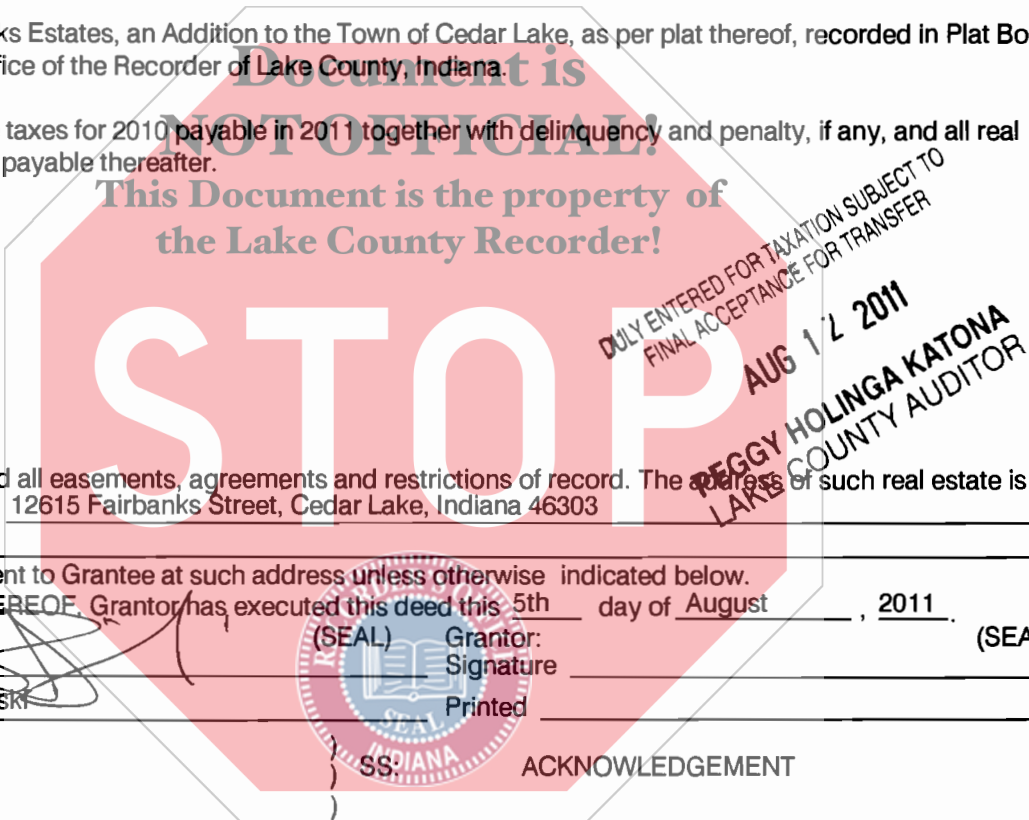 ks Estates, an Addition to the Town of Cedar Lake, as per plat thereof, recorded in Plat Bo
fice of the Recorder of Lake County, Indiana.
Document is
NOT OFFICIAL!
taxes for 2010 payable in 2011 together with delinquency and penalty, if any, and all real
payable thereafter.
This Document is the property of
the Lake County Recorder!
DULY ENTERED FOR TAXATION SUBJECT TO
FINAL ACCEPTANCE FOR TRANSFER
AUG 12 2011
PEGGY HOLINGA KATONA
LAKE COUNTY AUDITOR
STOP
d all easements, agreements and restrictions of record. The address of such real estate is
12615 Fairbanks Street, Cedar Lake, Indiana 46303
ent to Grantee at such address unless otherwise indicated below.
EREOF, Grantor has executed this deed this 5th day of August, 2011.
(SEAL) Grantor: (SEA
Signature
ski Printed
RECORDER'S OFFICE
SEAL
INDIANA
) SS: ACKNOWLEDGEMENT
)